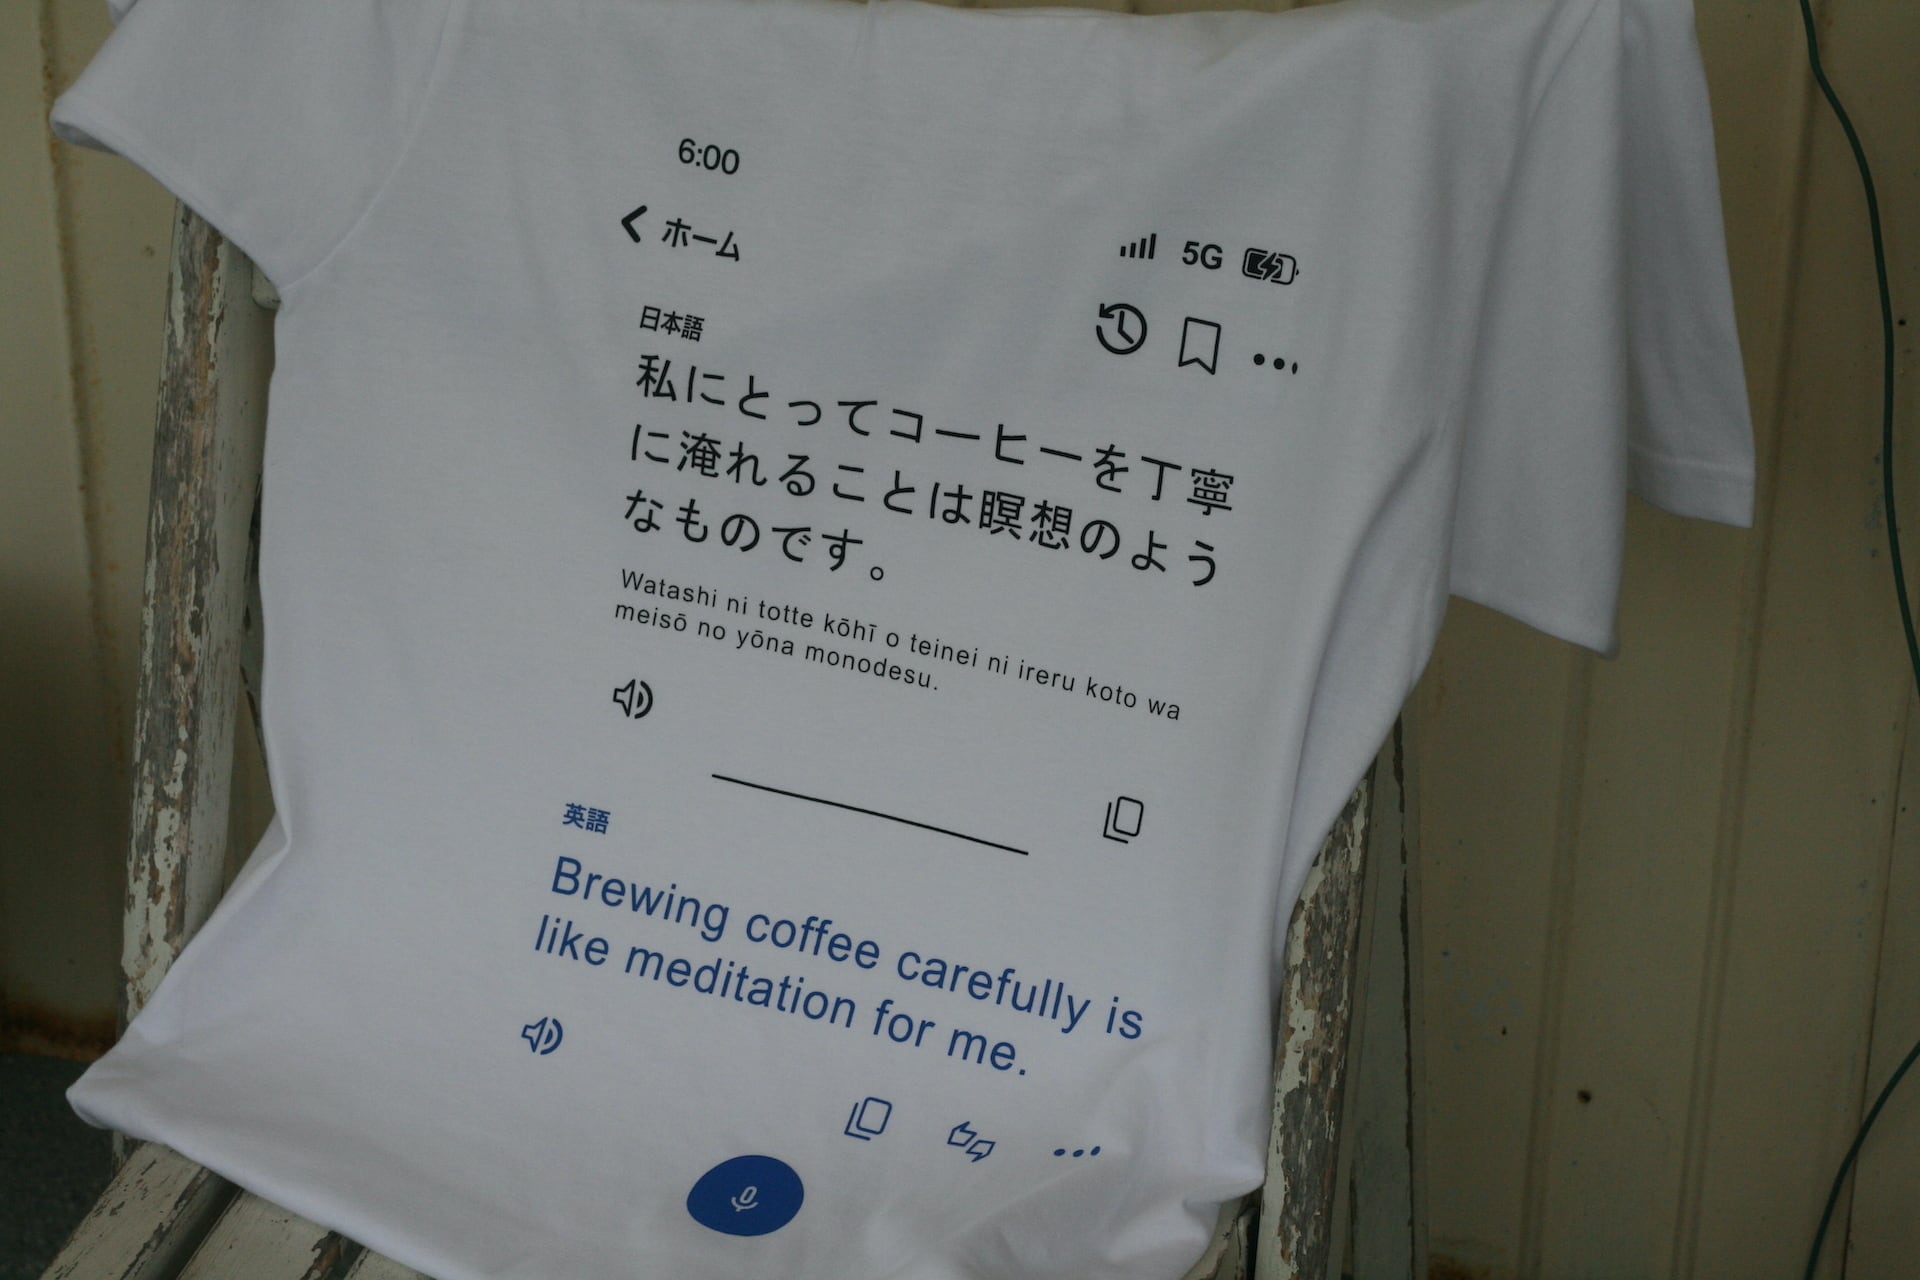 6:00
5G
ホーム
日本語
私にとってコーヒーを丁寧
に淹れることは瞑想のよう
なものです。
Watashi ni totte kōhī o teinei ni ireru koto wa
meisō no yōna monodesu.
英語
Brewing coffee carefully is
like meditation for me.